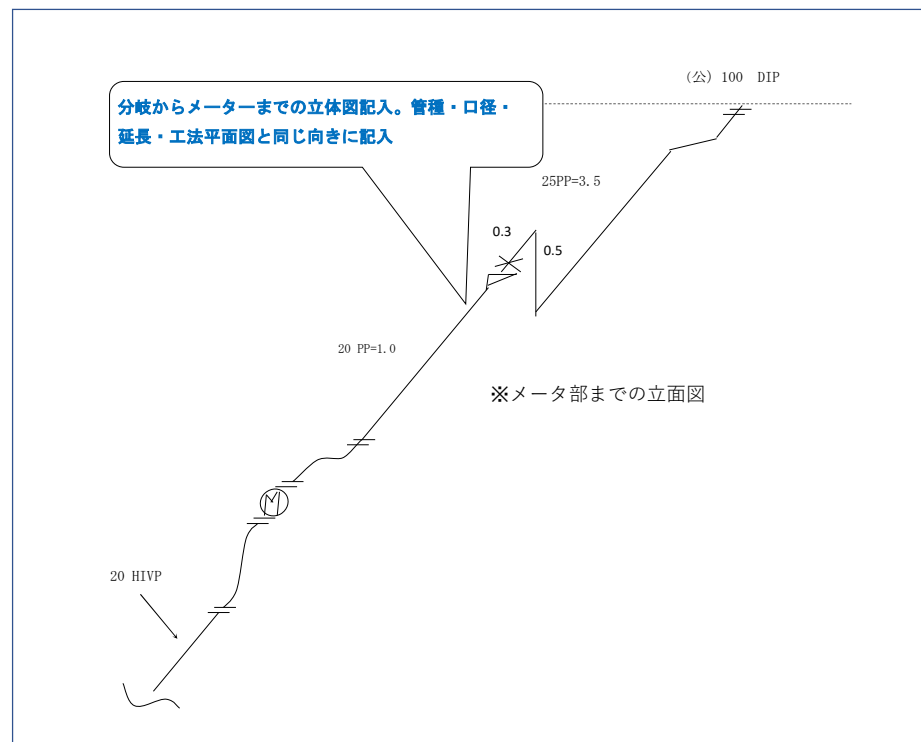 (公) 100 DIP
分岐からメーターまでの立体図記入。管種・口径・
延長・工法平面図と同じ向きに記入
25PP=3.5
0.3
0.5
20 PP=1.0
※メータ部までの立面図
M
20 HIVP